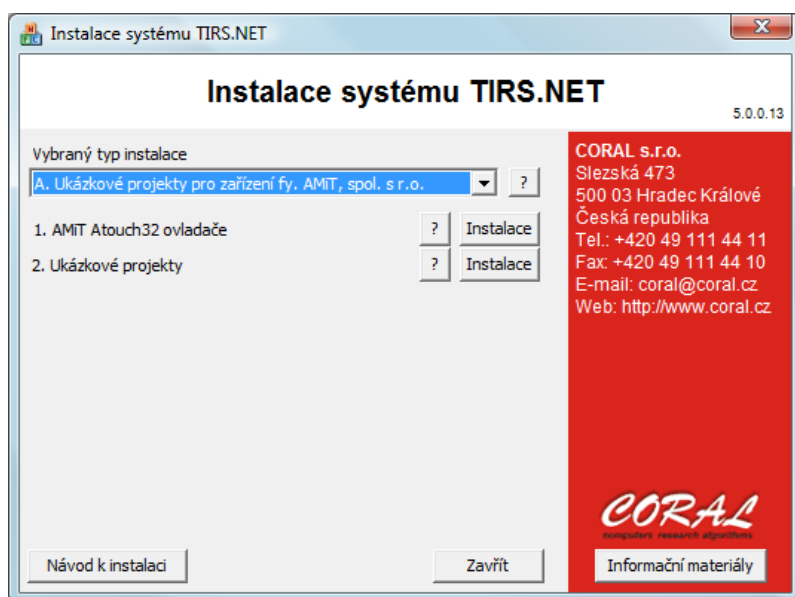 Instalace systému TIRS.NET
Instalace systému TIRS.NET
5.0.0.13
Vybraný typ instalace
A. Ukázkové projekty pro zařízení fy. AMiT, spol. s r.o.
?
1. AMiT Atouch32 ovladače
?
Instalace
2. Ukázkové projekty
?
Instalace
CORAL s.r.o.
Slezská 473
500 03 Hradec Králové
Česká republika
Tel.: +420 49 111 44 11
Fax: +420 49 111 44 10
E-mail: coral@coral.cz
Web: http://www.coral.cz
CORAL
computers research algorithms
Návod k instalaci
Zavřít
Informační materiály